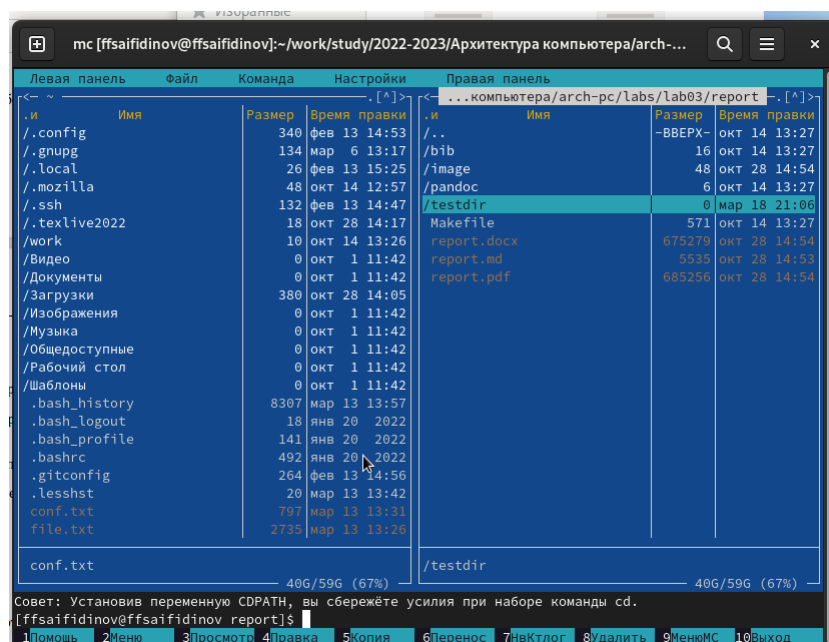 Избранные
mc [ffsaifidinov@ffsaifidinov]:~/work/study/2022-2023/Архитектура компьютера/arch-...
Левая панель Файл Команда Настройки Правая панель
<— ~ .[^]> <— ...компьютера/arch-pc/labs/lab03/report .[^]>
.и Имя Размер Время правки .и Имя Размер Время правки
/.config 340 фев 13 14:53 /.. -ВВЕРХ- окт 14 13:27
/.gnupg 134 мар 6 13:17 /bib 16 окт 14 13:27
/.local 26 фев 13 15:25 /image 48 окт 28 14:54
/.mozilla 48 окт 14 12:57 /pandoc 6 окт 14 13:27
/.ssh 132 фев 13 14:47 /testdir 0 мар 18 21:06
/.texlive2022 18 окт 28 14:17 Makefile 571 окт 14 13:27
/work 10 окт 14 13:26 report.docx 675279 окт 28 14:54
/Видео 0 окт 1 11:42 report.md 5535 окт 28 14:53
/Документы 0 окт 1 11:42 report.pdf 685256 окт 28 14:54
/Загрузки 380 окт 28 14:05
/Изображения 0 окт 1 11:42
/Музыка 0 окт 1 11:42
/Общедоступные 0 окт 1 11:42
/Рабочий стол 0 окт 1 11:42
/Шаблоны 0 окт 1 11:42
.bash_history 8307 мар 13 13:57
.bash_logout 18 янв 20 2022
.bash_profile 141 янв 20 2022
.bashrc 492 янв 20 2022
.gitconfig 264 фев 13 14:56
.lesshst 20 мар 13 13:42
conf.txt 797 мар 13 13:31
file.txt 2735 мар 13 13:26
conf.txt /testdir
40G/59G (67%) 40G/59G (67%)
Совет: Установив переменную CDPATH, вы сбережёте усилия при наборе команды cd.
[ffsaifidinov@ffsaifidinov report]$
1Помощь 2Меню 3Просмотр 4Правка 5Копия 6Перенос 7НвКтлог 8Удалить 9МенюMC 10Выход